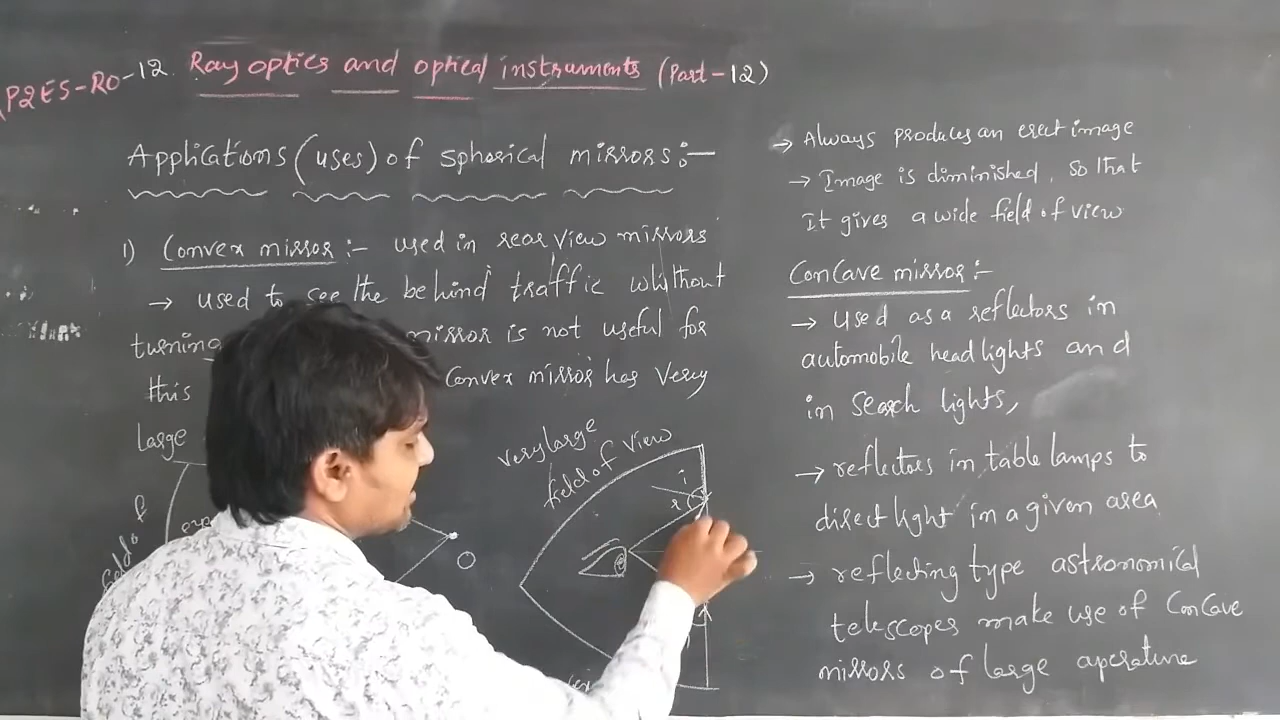 P2ES-RO-12. Ray optics and optical instruments (Part-12)
Applications (uses) of spherical mirrors:-
1) Convex mirror :- used in rear view mirrors
→ used to see the behind traffic whithout
turning mirror is not useful for
this Convex mirror has very
large
field of
O
very large
field of view
i
r
→ Always produces an erect image
→ Image is diminished, so that
It gives a wide field of view
Concave mirror:-
→ Used as a reflectors in
automobile head lights and
in search lights,
→ reflectors in table lamps to
direct light in a given area
→ reflecting type astronomical
telescopes make use of Concave
mirrors of large aperature